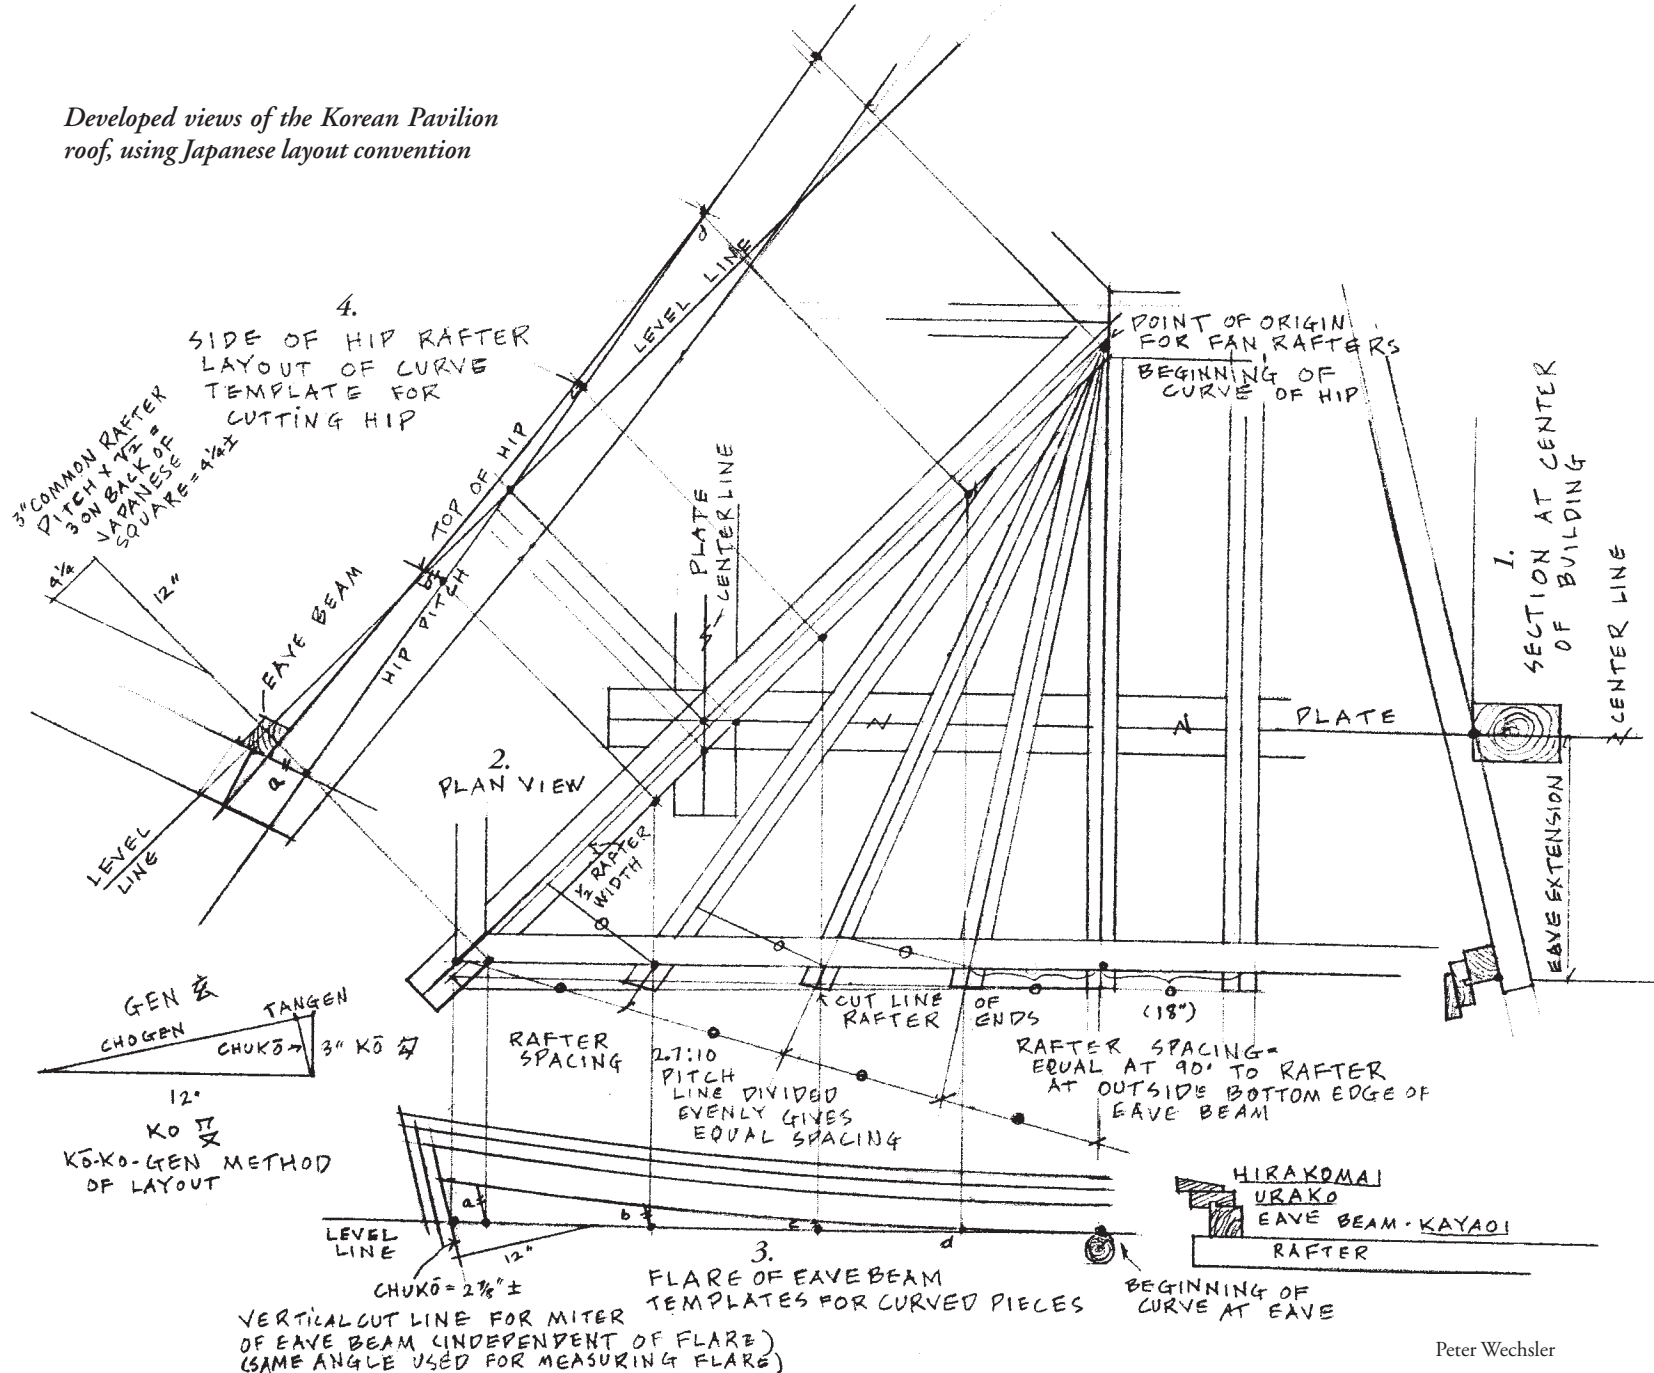 Developed views of the Korean Pavilion
roof, using Japanese layout convention
4.
SIDE OF HIP RAFTER
LAYOUT OF CURVE
TEMPLATE FOR
CUTTING HIP
3" COMMON RAFTER
PITCH X √2 =
3 ON BACK OF
JAPANESE
SQUARE = 4¼ ±
4¼
12"
EAVE BEAM
TOP OF HIP
HIP PITCH
LEVEL LINE
d
c
b
a
LEVEL
LINE
POINT OF ORIGIN
FOR FAN RAFTERS
BEGINNING OF
CURVE OF HIP
1.
SECTION AT CENTER
OF BUILDING
CENTER LINE
PLATE
CENTERLINE
PLATE
EAVE EXTENSION
2.
PLAN VIEW
½ RAFTER
WIDTH
GEN 玄
TANGEN
CHOGEN
CHUKŌ
3" KŌ 勾
12"
KO 殳
KŌ-KO-GEN METHOD
OF LAYOUT
RAFTER
SPACING
2.7:10
PITCH
LINE DIVIDED
EVENLY GIVES
EQUAL SPACING
CUT LINE OF
RAFTER ENDS
(18")
RAFTER SPACING =
EQUAL AT 90° TO RAFTER
AT OUTSIDE BOTTOM EDGE OF
EAVE BEAM
a
b
c
d
LEVEL
LINE
12"
CHUKŌ = 2⅞" ±
3.
FLARE OF EAVE BEAM
TEMPLATES FOR CURVED PIECES
VERTICAL CUT LINE FOR MITER
OF EAVE BEAM (INDEPENDENT OF FLARE)
(SAME ANGLE USED FOR MEASURING FLARE)
BEGINNING OF
CURVE AT EAVE
HIRAKOMAI
URAKO
EAVE BEAM - KAYAOI
RAFTER
Peter Wechsler